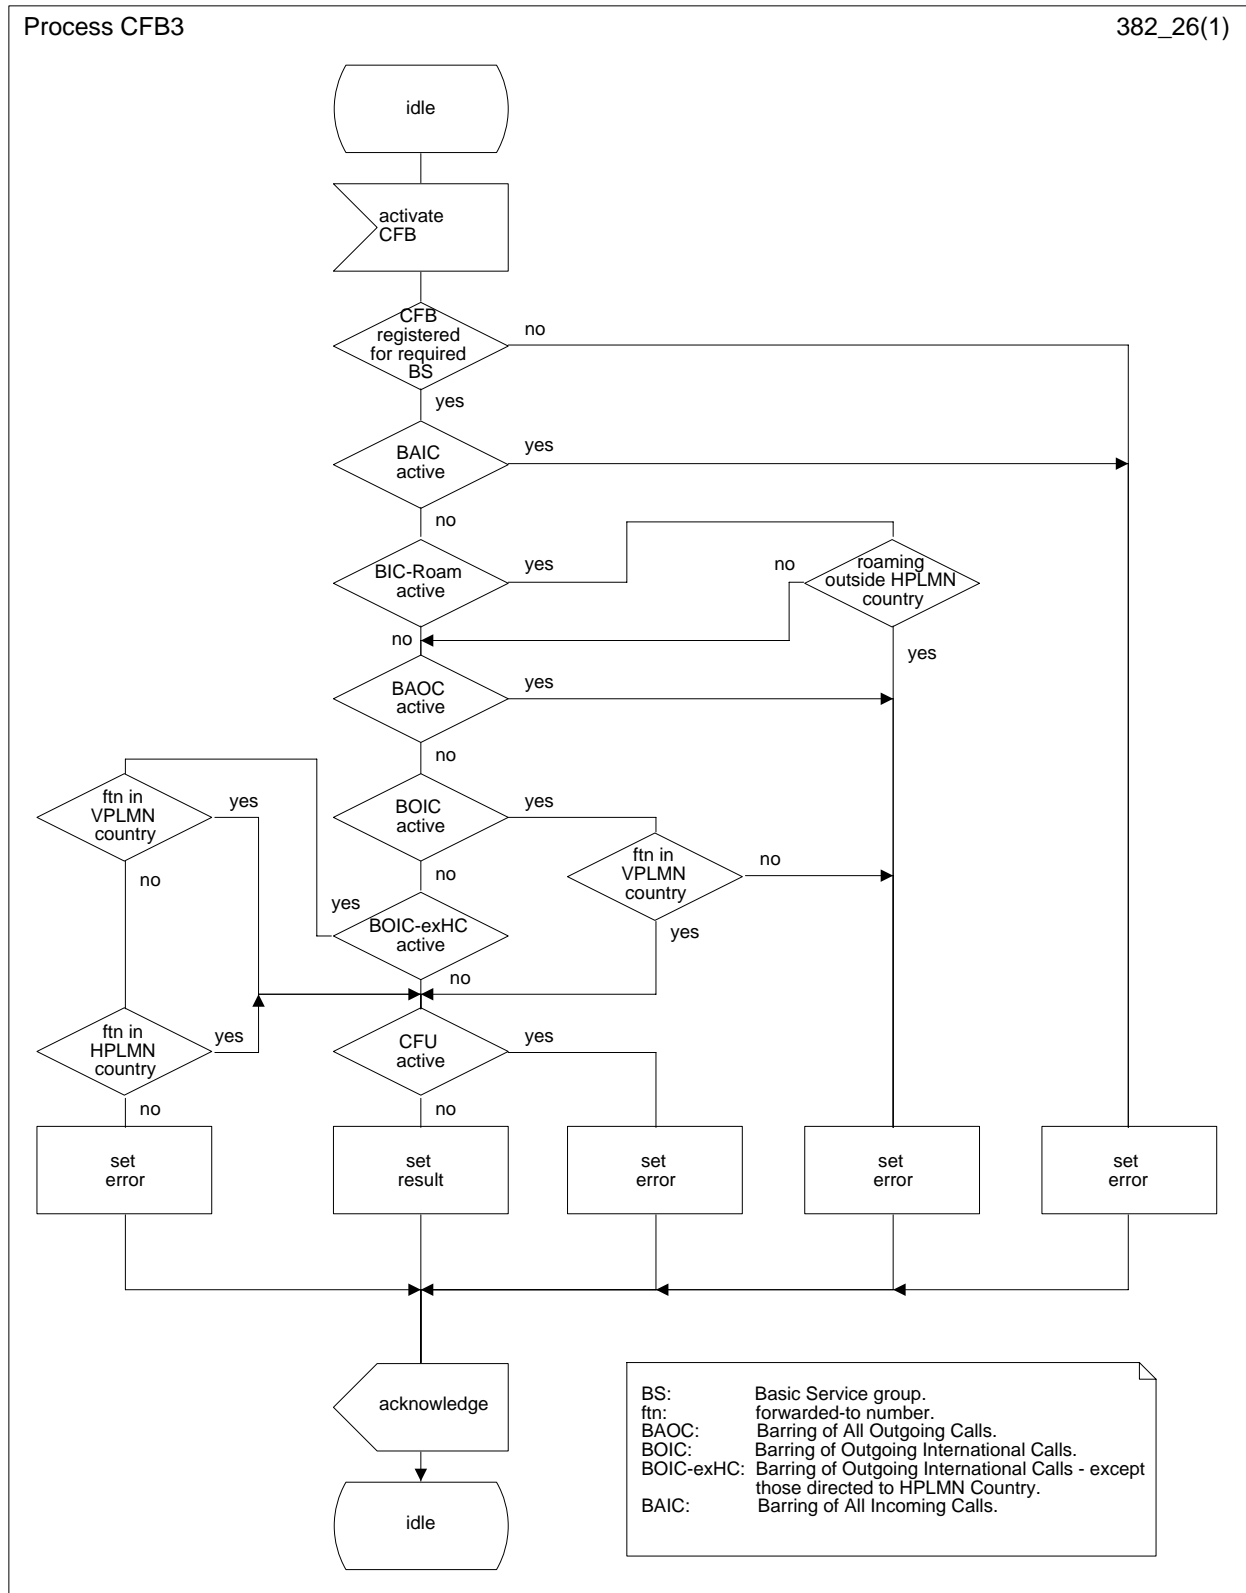 Process CFB3
382_26(1)
idle
activate
CFB
CFB
registered
for required
BS
no
yes
BAIC
active
yes
no
BIC-Roam
active
yes
no
roaming
outside HPLMN
country
no
yes
BAOC
active
yes
no
ftn in
VPLMN
country
yes
no
BOIC
active
yes
no
ftn in
VPLMN
country
no
yes
yes
BOIC-exHC
active
no
ftn in
HPLMN
country
yes
no
CFU
active
yes
no
set
error
set
result
set
error
set
error
set
error
acknowledge
idle
BS: Basic Service group.
ftn: forwarded-to number.
BAOC: Barring of All Outgoing Calls.
BOIC: Barring of Outgoing International Calls.
BOIC-exHC: Barring of Outgoing International Calls - except
those directed to HPLMN Country.
BAIC: Barring of All Incoming Calls.